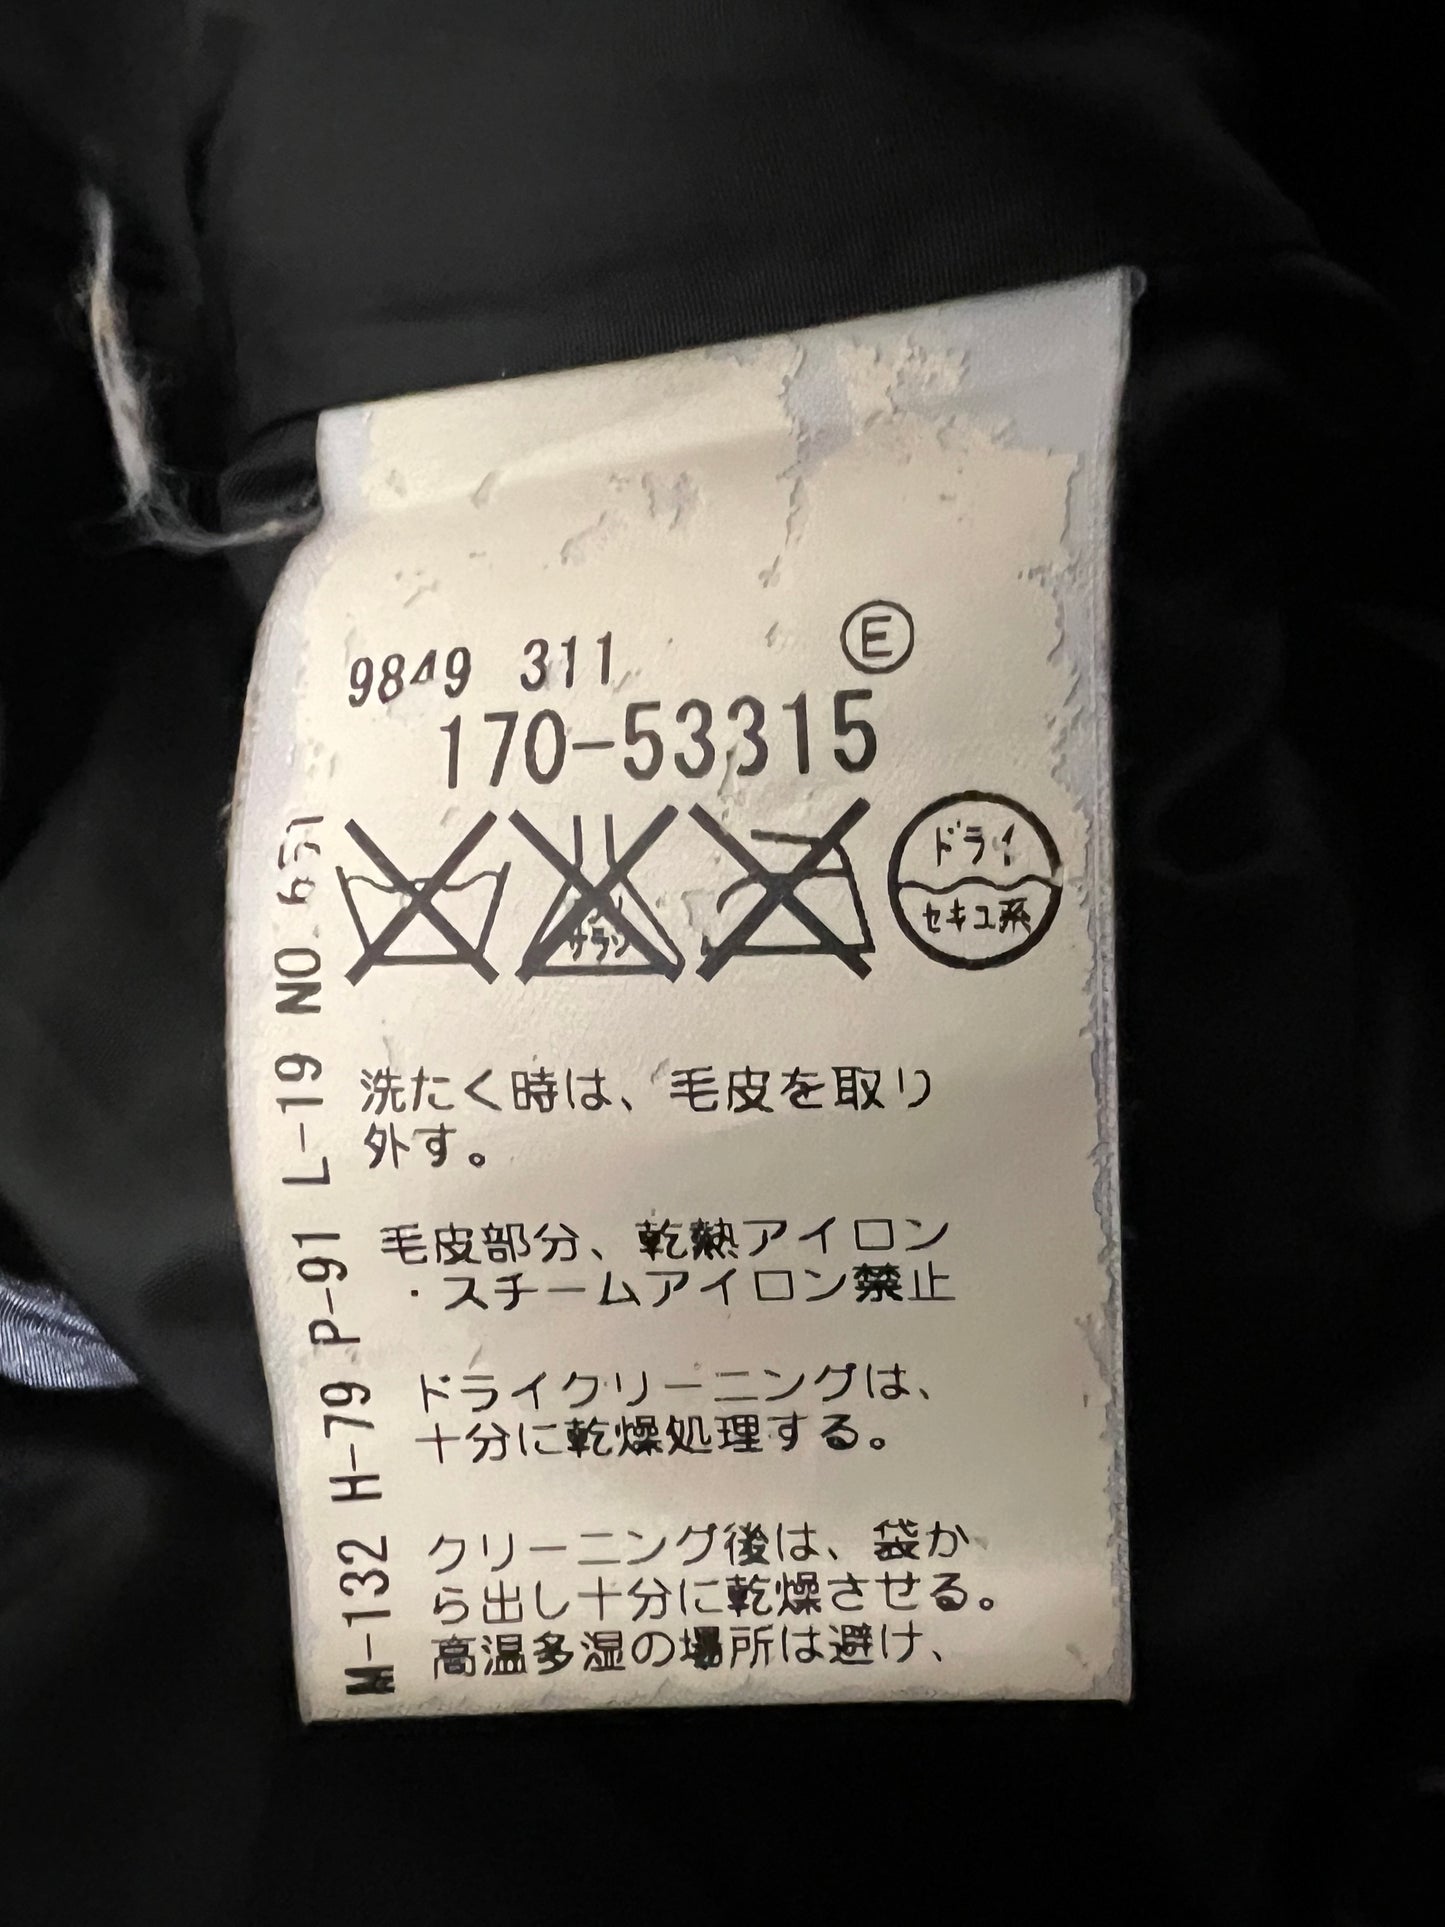 9849 311
E
170-53315
サラシ
ドライ
セキユ系
洗たく時は、毛皮を取り
外す。
毛皮部分、乾熱アイロン
・スチームアイロン禁止
ドライクリーニングは、
十分に乾燥処理する。
クリーニング後は、袋か
ら出し十分に乾燥させる。
高温多湿の場所は避け、
M-132 H-79 P-91 L-19 NO